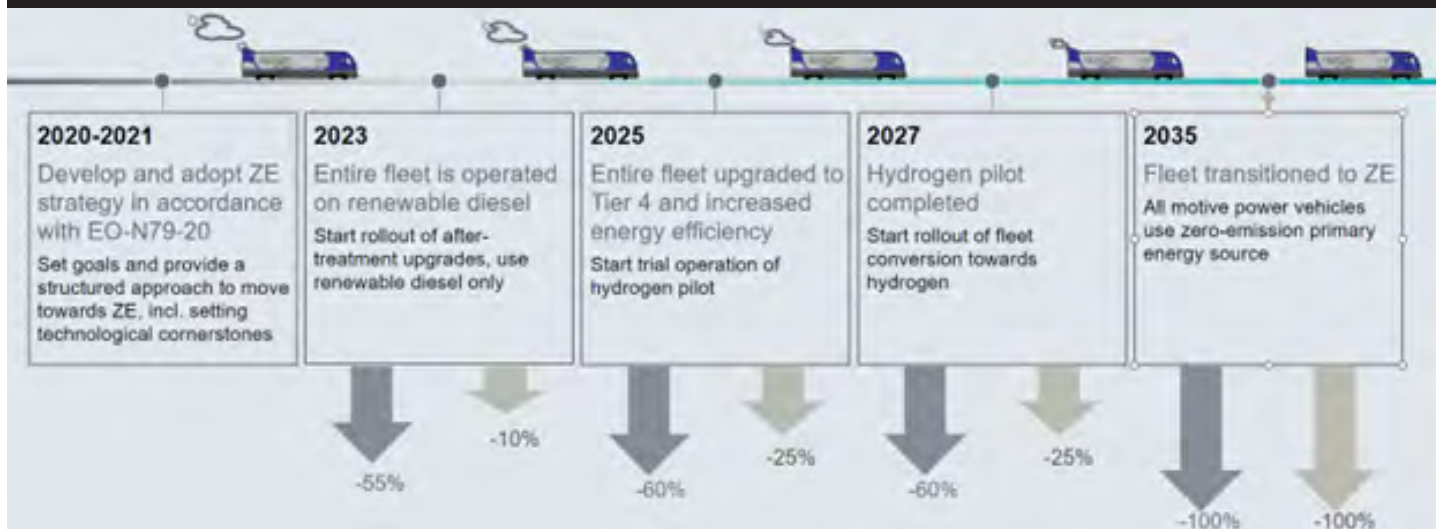 2020-2021
Develop and adopt ZE
strategy in accordance
with EO-N79-20
Set goals and provide a
structured approach to move
towards ZE, incl. setting
technological cornerstones
2023
Entire fleet is operated
on renewable diesel
Start rollout of after-
treatment upgrades, use
renewable diesel only
2025
Entire fleet upgraded to
Tier 4 and increased
energy efficiency
Start trial operation of
hydrogen pilot
2027
Hydrogen pilot
completed
Start rollout of fleet
conversion towards
hydrogen
2035
Fleet transitioned to ZE
All motive power vehicles
use zero-emission primary
energy source
-55%
-10%
-60%
-25%
-60%
-25%
-100%
-100%